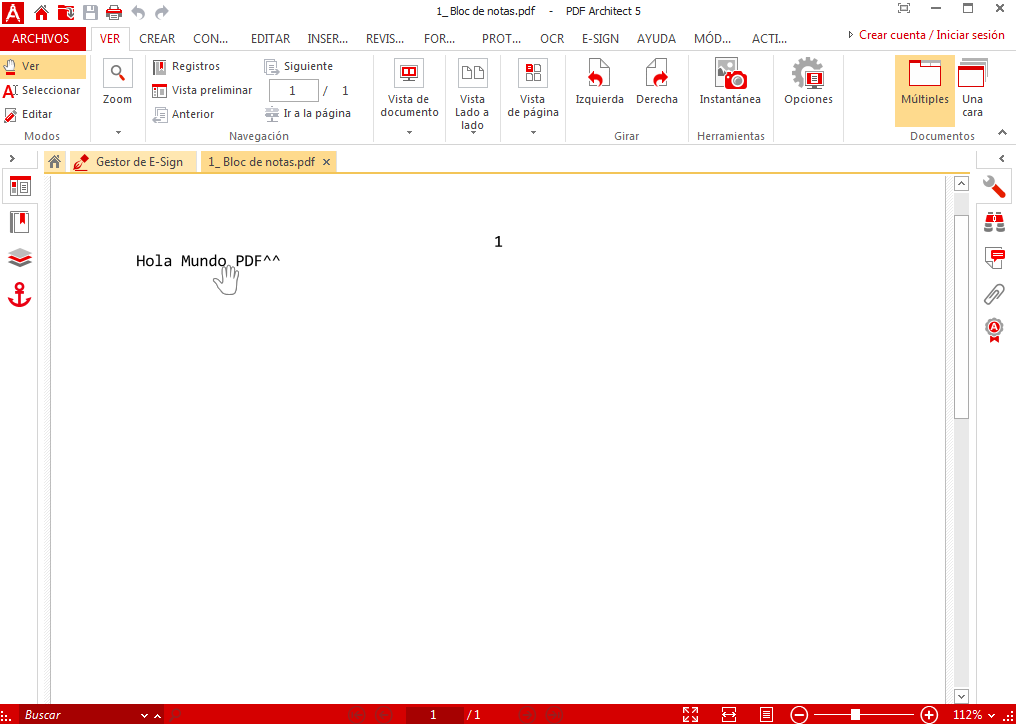 1_ Bloc de notas.pdf - PDF Architect 5
ARCHIVOS VER CREAR CON... EDITAR INSER... REVIS... FOR... PROT... OCR E-SIGN AYUDA MÓD... ACTI... Crear cuenta / Iniciar sesión
Ver
Seleccionar
Editar
Modos
Zoom
Registros
Vista preliminar
Anterior
Siguiente
1 / 1
Ir a la página
Navegación
Vista de
documento
Vista
Lado a
lado
Vista
de página
Izquierda
Derecha
Girar
Instantánea
Herramientas
Opciones
Múltiples
Una
cara
Documentos
Gestor de E-Sign
1_ Bloc de notas.pdf ×
1
Hola Mundo PDF^^
Buscar
1 / 1
112%